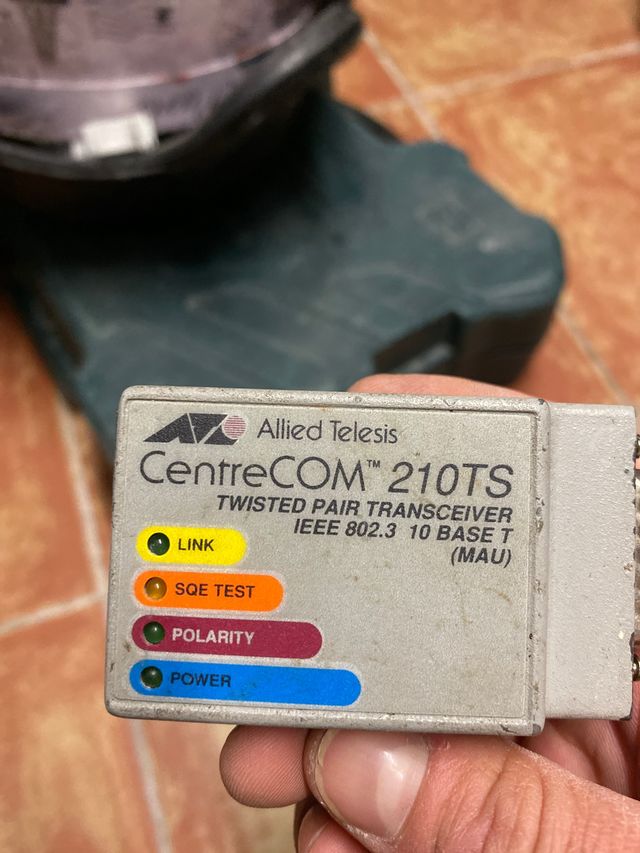 Allied Telesis
CentreCOM™ 210TS
TWISTED PAIR TRANSCEIVER
IEEE 802.3 10 BASE T
(MAU)
LINK
SQE TEST
POLARITY
POWER